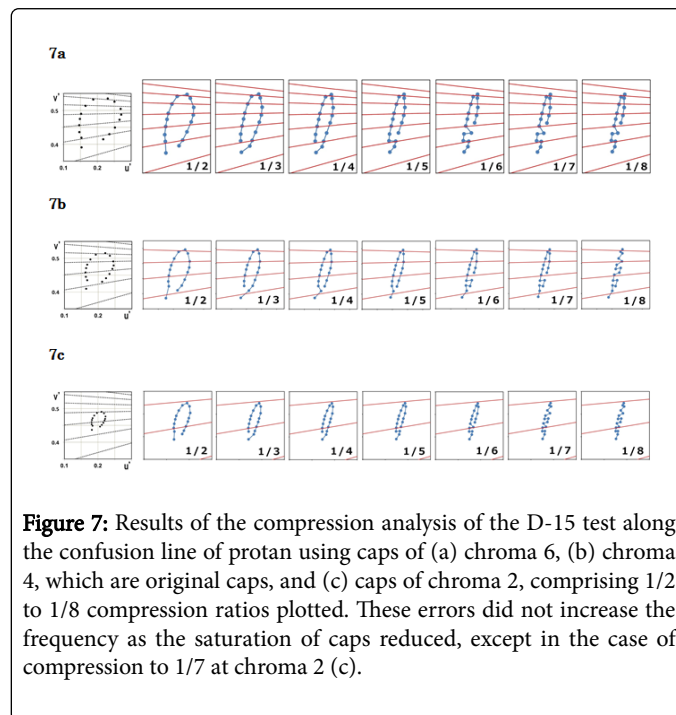 7a
V'
0.5
0.4
0.1 0.2 U'
1/2 1/3 1/4 1/5 1/6 1/7 1/8
7b
V'
0.5
0.4
0.1 0.2 U'
1/2 1/3 1/4 1/5 1/6 1/7 1/8
7c
V'
0.5
0.4
0.1 0.2 U'
1/2 1/3 1/4 1/5 1/6 1/7 1/8
Figure 7: Results of the compression analysis of the D-15 test along
the confusion line of protan using caps of (a) chroma 6, (b) chroma
4, which are original caps, and (c) caps of chroma 2, comprising 1/2
to 1/8 compression ratios plotted. These errors did not increase the
frequency as the saturation of caps reduced, except in the case of
compression to 1/7 at chroma 2 (c).